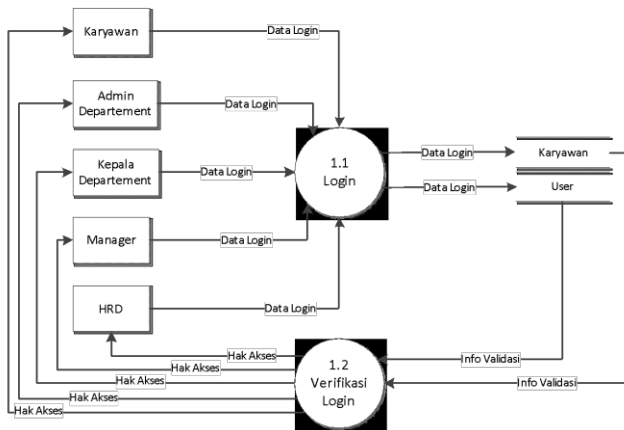 Karyawan
Data Login
Admin
Departement
Data Login
Kepala
Departement
Data Login
1.1
Login
Data Login
Karyawan
Data Login
User
Manager
Data Login
HRD
Data Login
Hak Akses
Hak Akses
Hak Akses
Hak Akses
Hak Akses
1.2
Verifikasi
Login
Info Validasi
Info Validasi